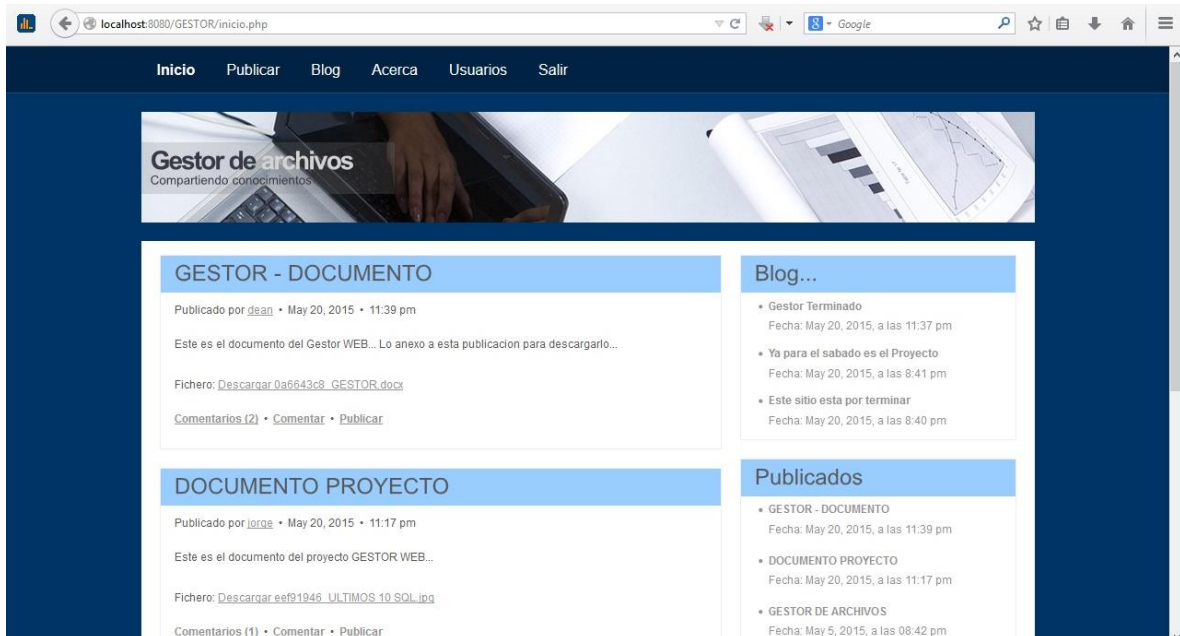 localhost:8080/GESTOR/inicio.php
Google
Inicio Publicar Blog Acerca Usuarios Salir
Gestor de archivos
Compartiendo conocimientos
GESTOR - DOCUMENTO
Publicado por dean • May 20, 2015 • 11:39 pm
Este es el documento del Gestor WEB... Lo anexo a esta publicacion para descargarlo...
Fichero: Descargar 0a6643c8_GESTOR.docx
Comentarios (2) • Comentar • Publicar
DOCUMENTO PROYECTO
Publicado por jorge • May 20, 2015 • 11:17 pm
Este es el documento del proyecto GESTOR WEB...
Fichero: Descargar eef91946_ULTIMOS 10 SQL.jpg
Comentarios (1) • Comentar • Publicar
Blog...
• Gestor Terminado
Fecha: May 20, 2015, a las 11:37 pm
• Ya para el sabado es el Proyecto
Fecha: May 20, 2015, a las 8:41 pm
• Este sitio esta por terminar
Fecha: May 20, 2015, a las 8:40 pm
Publicados
• GESTOR - DOCUMENTO
Fecha: May 20, 2015, a las 11:39 pm
• DOCUMENTO PROYECTO
Fecha: May 20, 2015, a las 11:17 pm
• GESTOR DE ARCHIVOS
Fecha: May 5, 2015, a las 08:42 pm